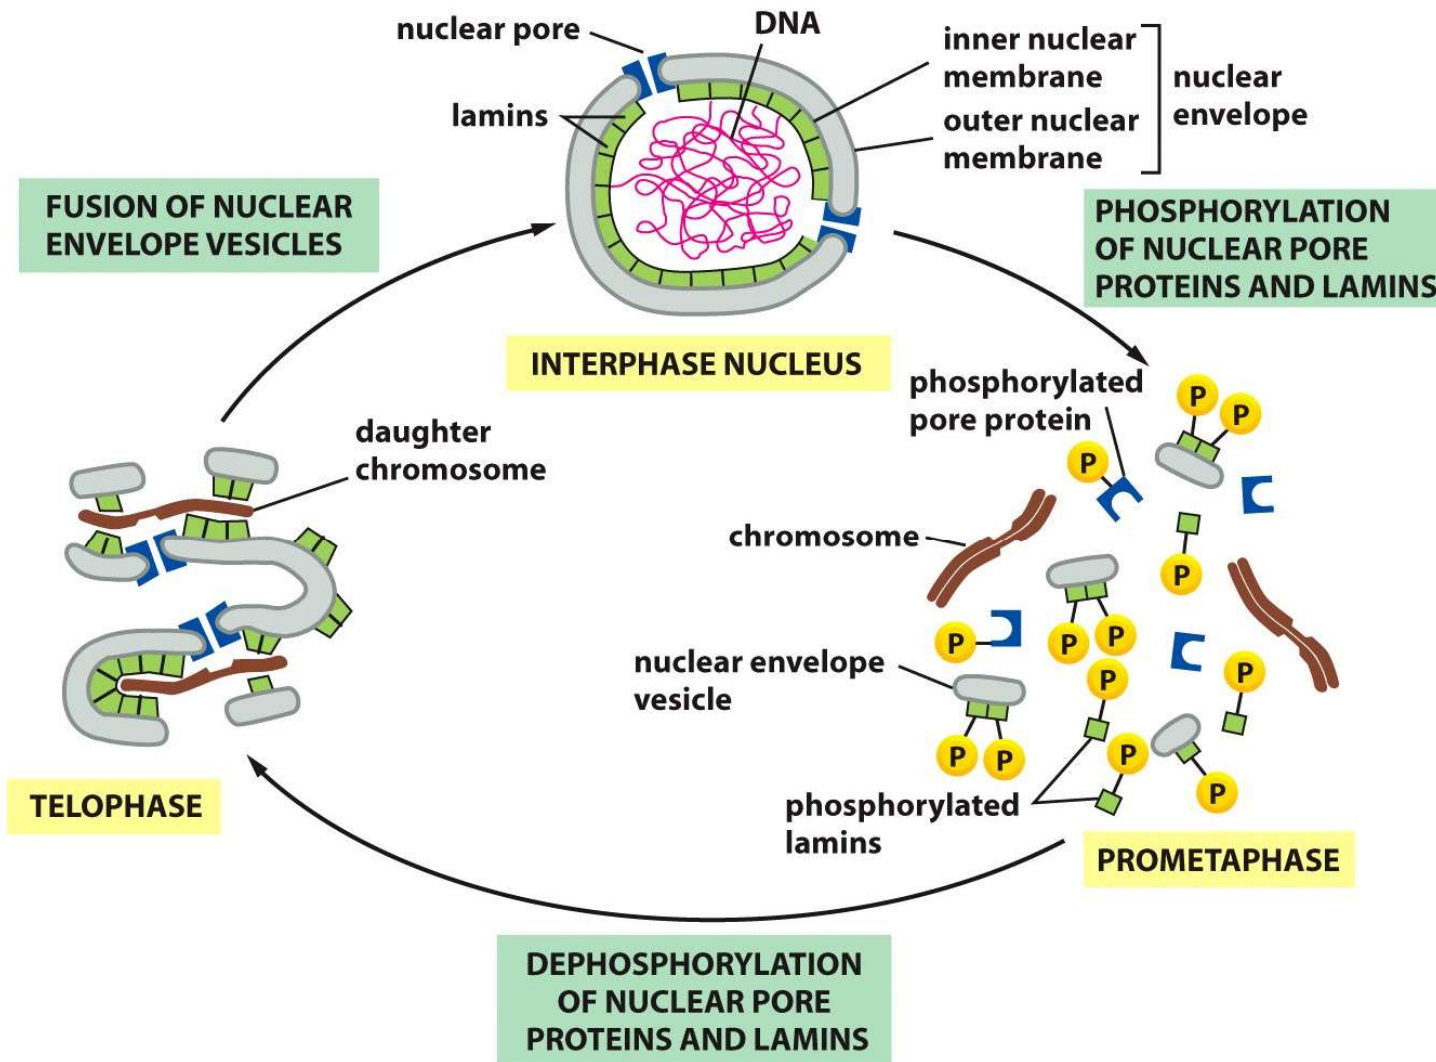 nuclear pore
DNA
inner nuclear
membrane
outer nuclear
membrane
nuclear
envelope
lamins
FUSION OF NUCLEAR
ENVELOPE VESICLES
PHOSPHORYLATION
OF NUCLEAR PORE
PROTEINS AND LAMINS
INTERPHASE NUCLEUS
phosphorylated
pore protein
P
P
P
daughter
chromosome
chromosome
P
P
P
P
nuclear envelope
vesicle
P
P
P
P
P
P
TELOPHASE
phosphorylated
lamins
PROMETAPHASE
DEPHOSPHORYLATION
OF NUCLEAR PORE
PROTEINS AND LAMINS